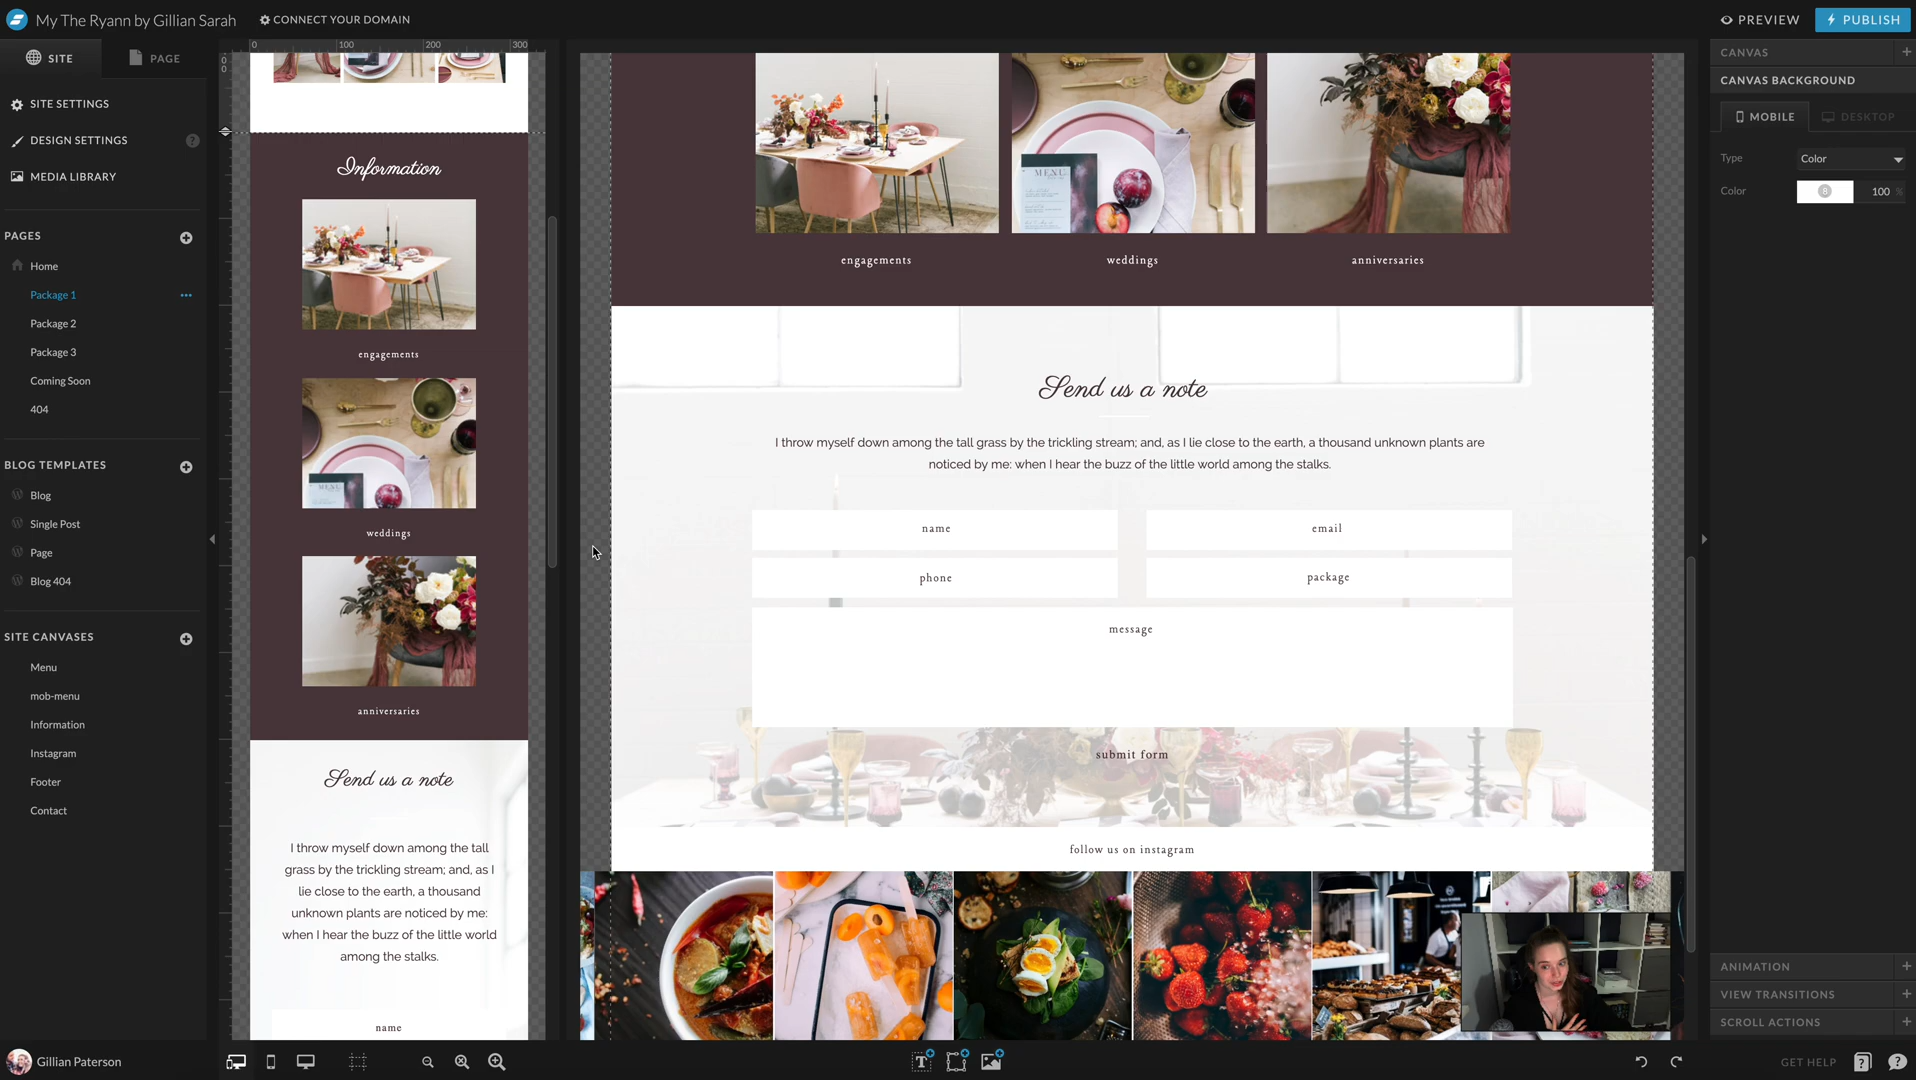 My The Ryann by Gillian Sarah
CONNECT YOUR DOMAIN
PREVIEW
PUBLISH
SITE
PAGE
SITE SETTINGS
DESIGN SETTINGS
?
MEDIA LIBRARY
PAGES
Home
Package 1
Package 2
Package 3
Coming Soon
404
BLOG TEMPLATES
Blog
Single Post
Page
Blog 404
SITE CANVASES
Menu
mob-menu
Information
Instagram
Footer
Contact
Gillian Paterson
0
100
200
300
Information
engagements
weddings
anniversaries
Send us a note
I throw myself down among the tall
grass by the trickling stream; and, as I
lie close to the earth, a thousand
unknown plants are noticed by me:
when I hear the buzz of the little world
among the stalks.
name
MENU
engagements
weddings
anniversaries
Send us a note
I throw myself down among the tall grass by the trickling stream; and, as I lie close to the earth, a thousand unknown plants are
noticed by me: when I hear the buzz of the little world among the stalks.
name
email
phone
package
message
submit form
follow us on instagram
CANVAS
CANVAS BACKGROUND
MOBILE
DESKTOP
Type
Color
Color
8
100 %
ANIMATION
VIEW TRANSITIONS
SCROLL ACTIONS
GET HELP
?
?